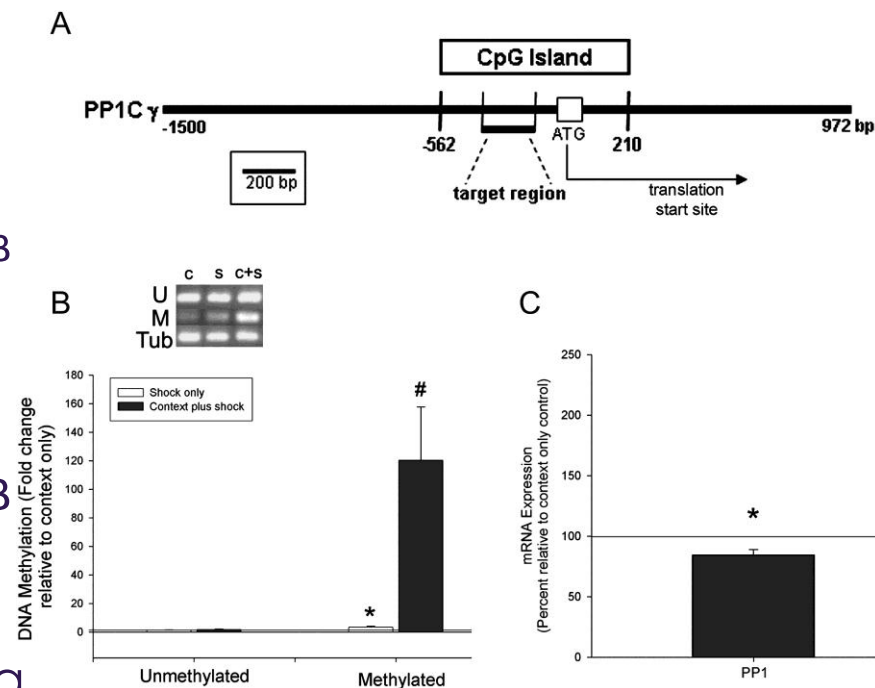 A
CpG Island
PP1C γ
-1500
-562
ATG
210
972 bp
200 bp
target region
translation
start site
B
c s c+s
U
M
Tub
DNA Methylation (Fold change
relative to context only)
180
160
140
120
100
80
60
40
20
0
Shock only
Context plus shock
*
#
Unmethylated
Methylated
C
mRNA Expression
(Percent relative to context only control)
250
200
150
100
50
0
*
PP1